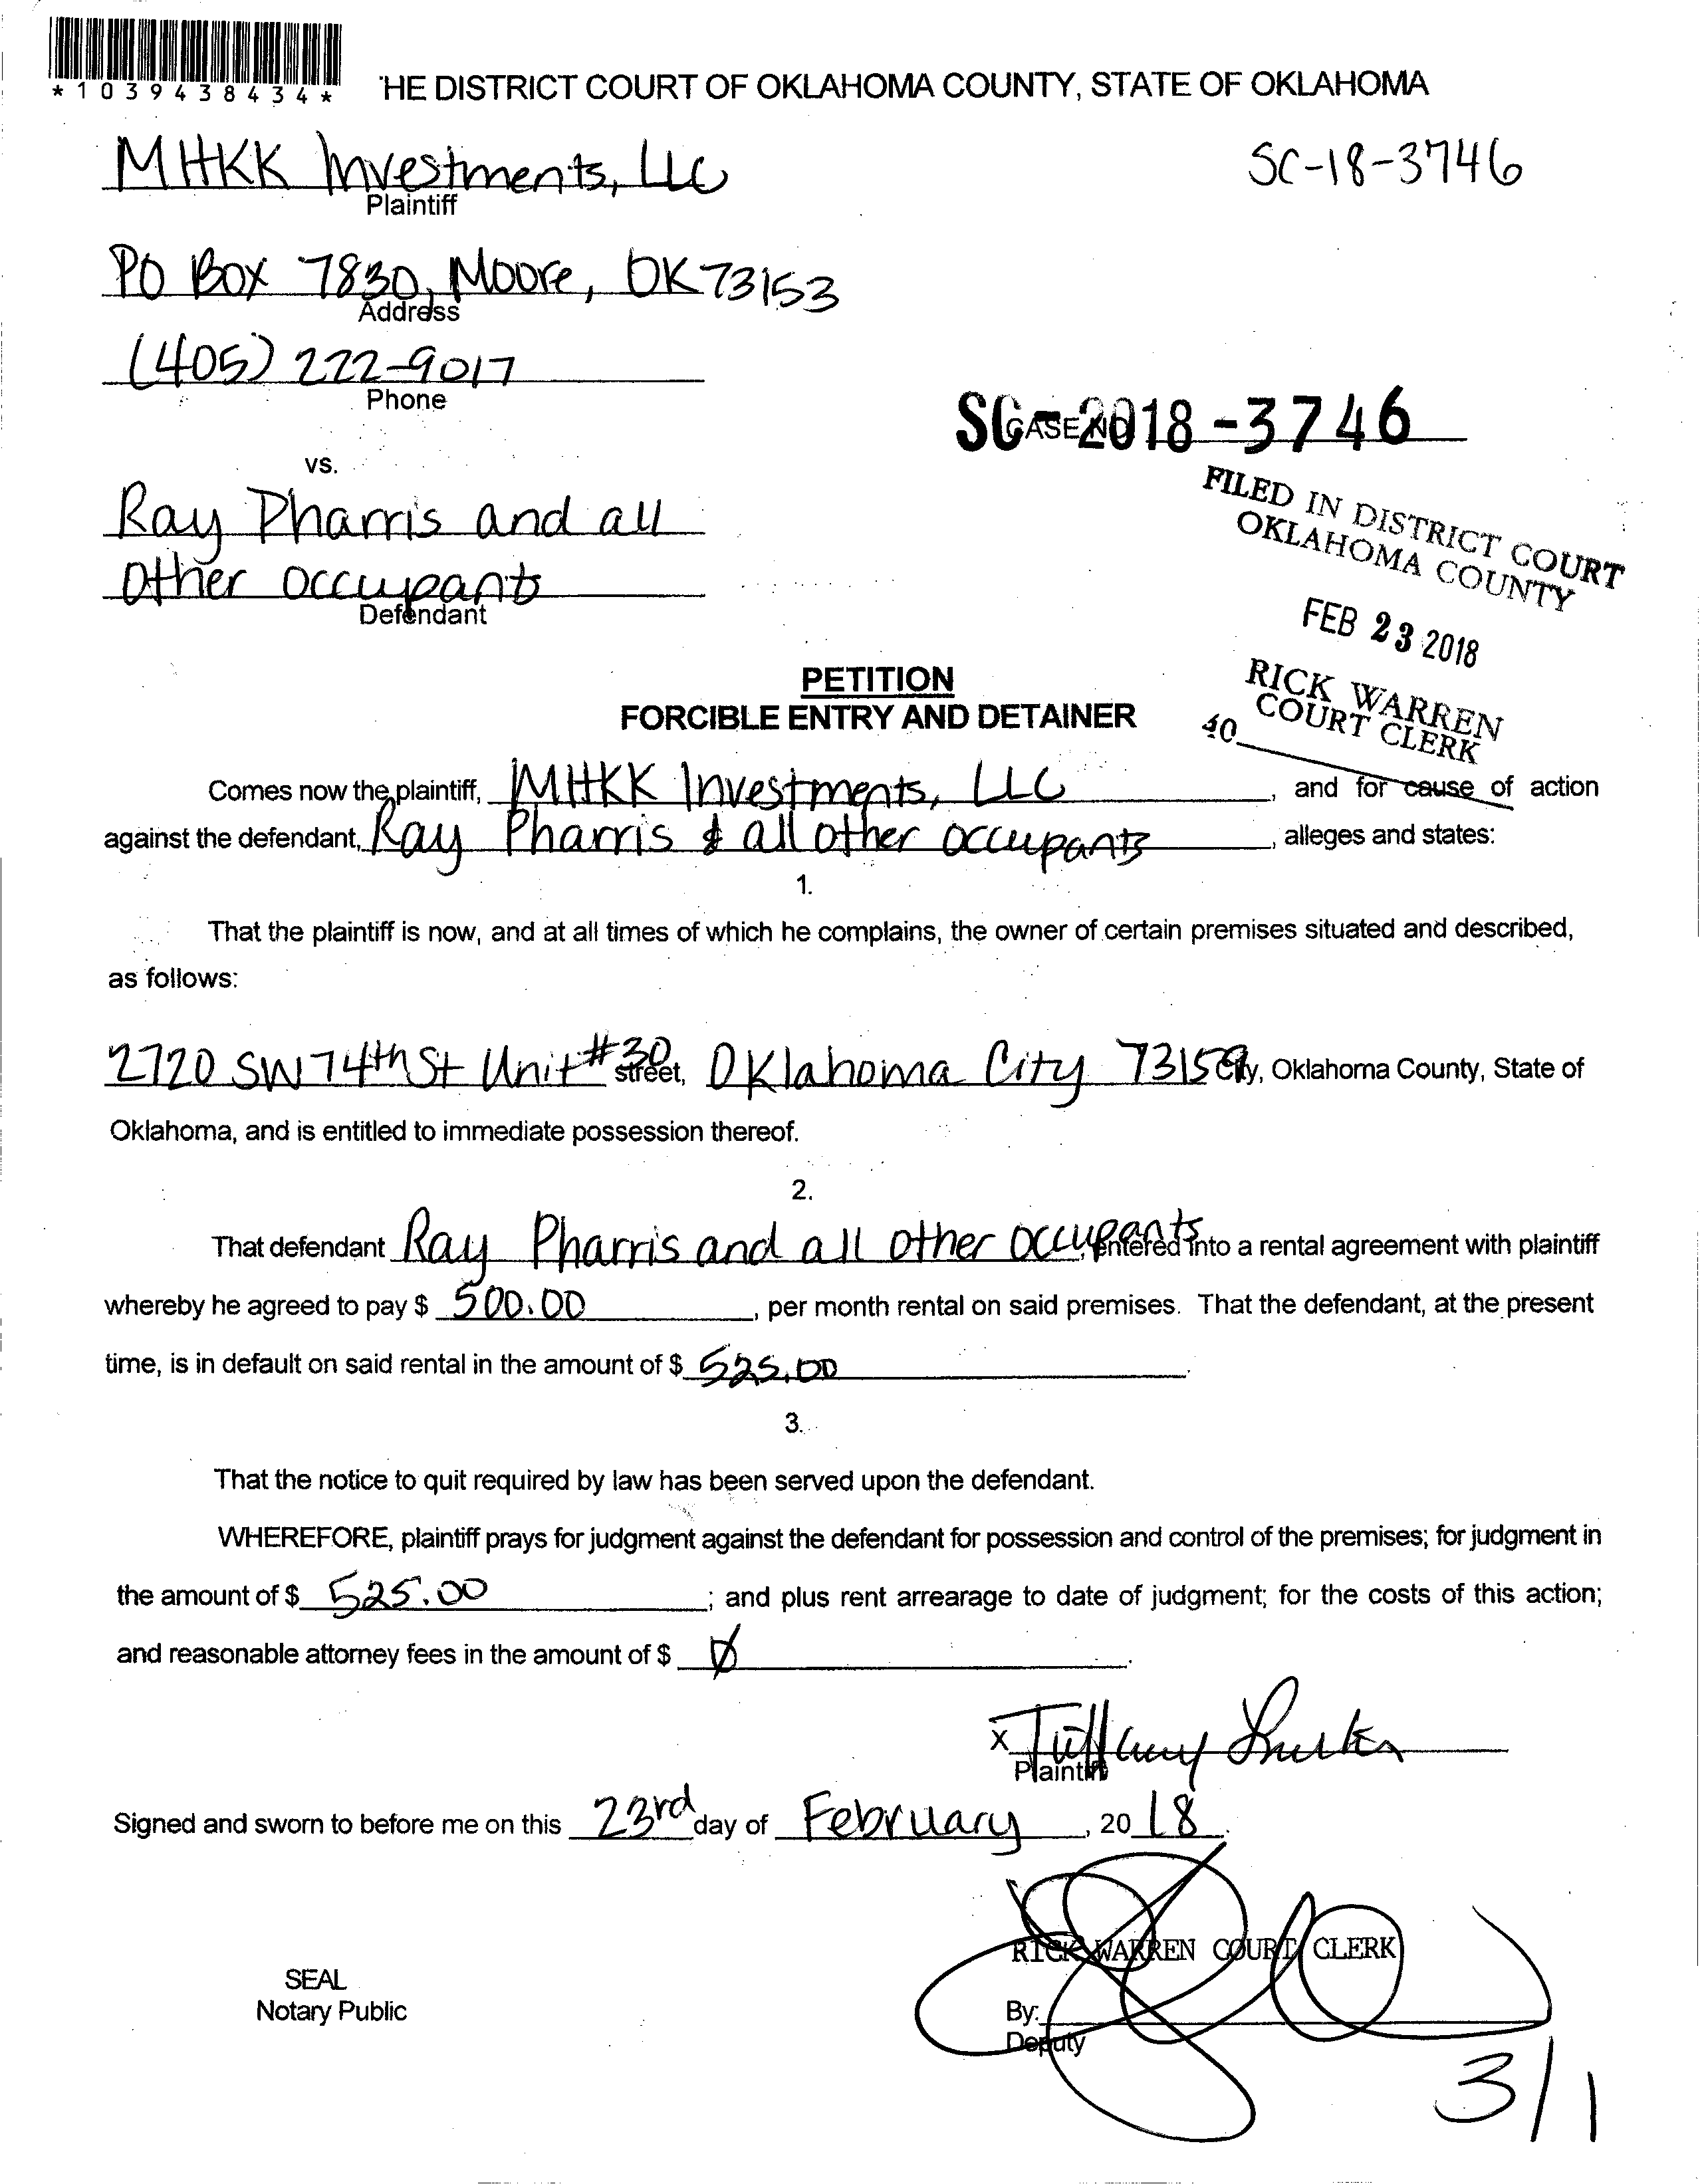 *1039438434*
'HE DISTRICT COURT OF OKLAHOMA COUNTY, STATE OF OKLAHOMA
MHKK Investments, LLC
Plaintiff
SC-18-3746
PO Box 7830, Moore, OK 73153
Address
(405) 222-9017
Phone
SC-2018-3746
CASE NO
vs.
Ray Pharris and all
other occupants
Defendant
FILED IN DISTRICT COURT
OKLAHOMA COUNTY
FEB 23 2018
RICK WARREN
COURT CLERK
40
PETITION
FORCIBLE ENTRY AND DETAINER
Comes now the plaintiff, MHKK Investments, LLC, and for cause of action
against the defendant, Ray Pharris & all other occupants, alleges and states:
1.
That the plaintiff is now, and at all times of which he complains, the owner of certain premises situated and described,
as follows:
2720 SW 74th St Unit #30 street, Oklahoma City 73159 City, Oklahoma County, State of
Oklahoma, and is entitled to immediate possession thereof.
2.
That defendant Ray Pharris and all other occupants, entered into a rental agreement with plaintiff
whereby he agreed to pay $ 500.00, per month rental on said premises. That the defendant, at the present
time, is in default on said rental in the amount of $ 525.00.
3.
That the notice to quit required by law has been served upon the defendant.
WHEREFORE, plaintiff prays for judgment against the defendant for possession and control of the premises; for judgment in
the amount of $ 525.00; and plus rent arrearage to date of judgment; for the costs of this action;
and reasonable attorney fees in the amount of $ Ø.
x Tiffany
Plaintiff
Signed and sworn to before me on this 23rd day of February, 2018.
RICK WARREN COURT CLERK
SEAL
Notary Public
By:
Deputy
3/1